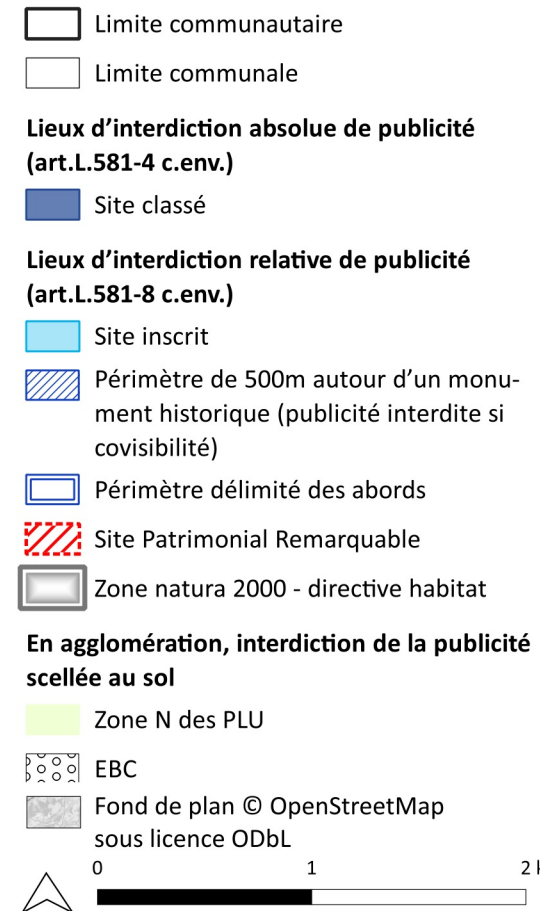 Limite communautaire
Limite communale
Lieux d’interdiction absolue de publicité
(art.L.581-4 c.env.)
Site classé
Lieux d’interdiction relative de publicité
(art.L.581-8 c.env.)
Site inscrit
Périmètre de 500m autour d’un monu-
ment historique (publicité interdite si
covisibilité)
Périmètre délimité des abords
Site Patrimonial Remarquable
Zone natura 2000 - directive habitat
En agglomération, interdiction de la publicité
scellée au sol
Zone N des PLU
EBC
Fond de plan © OpenStreetMap
sous licence ODbL
0 1 2